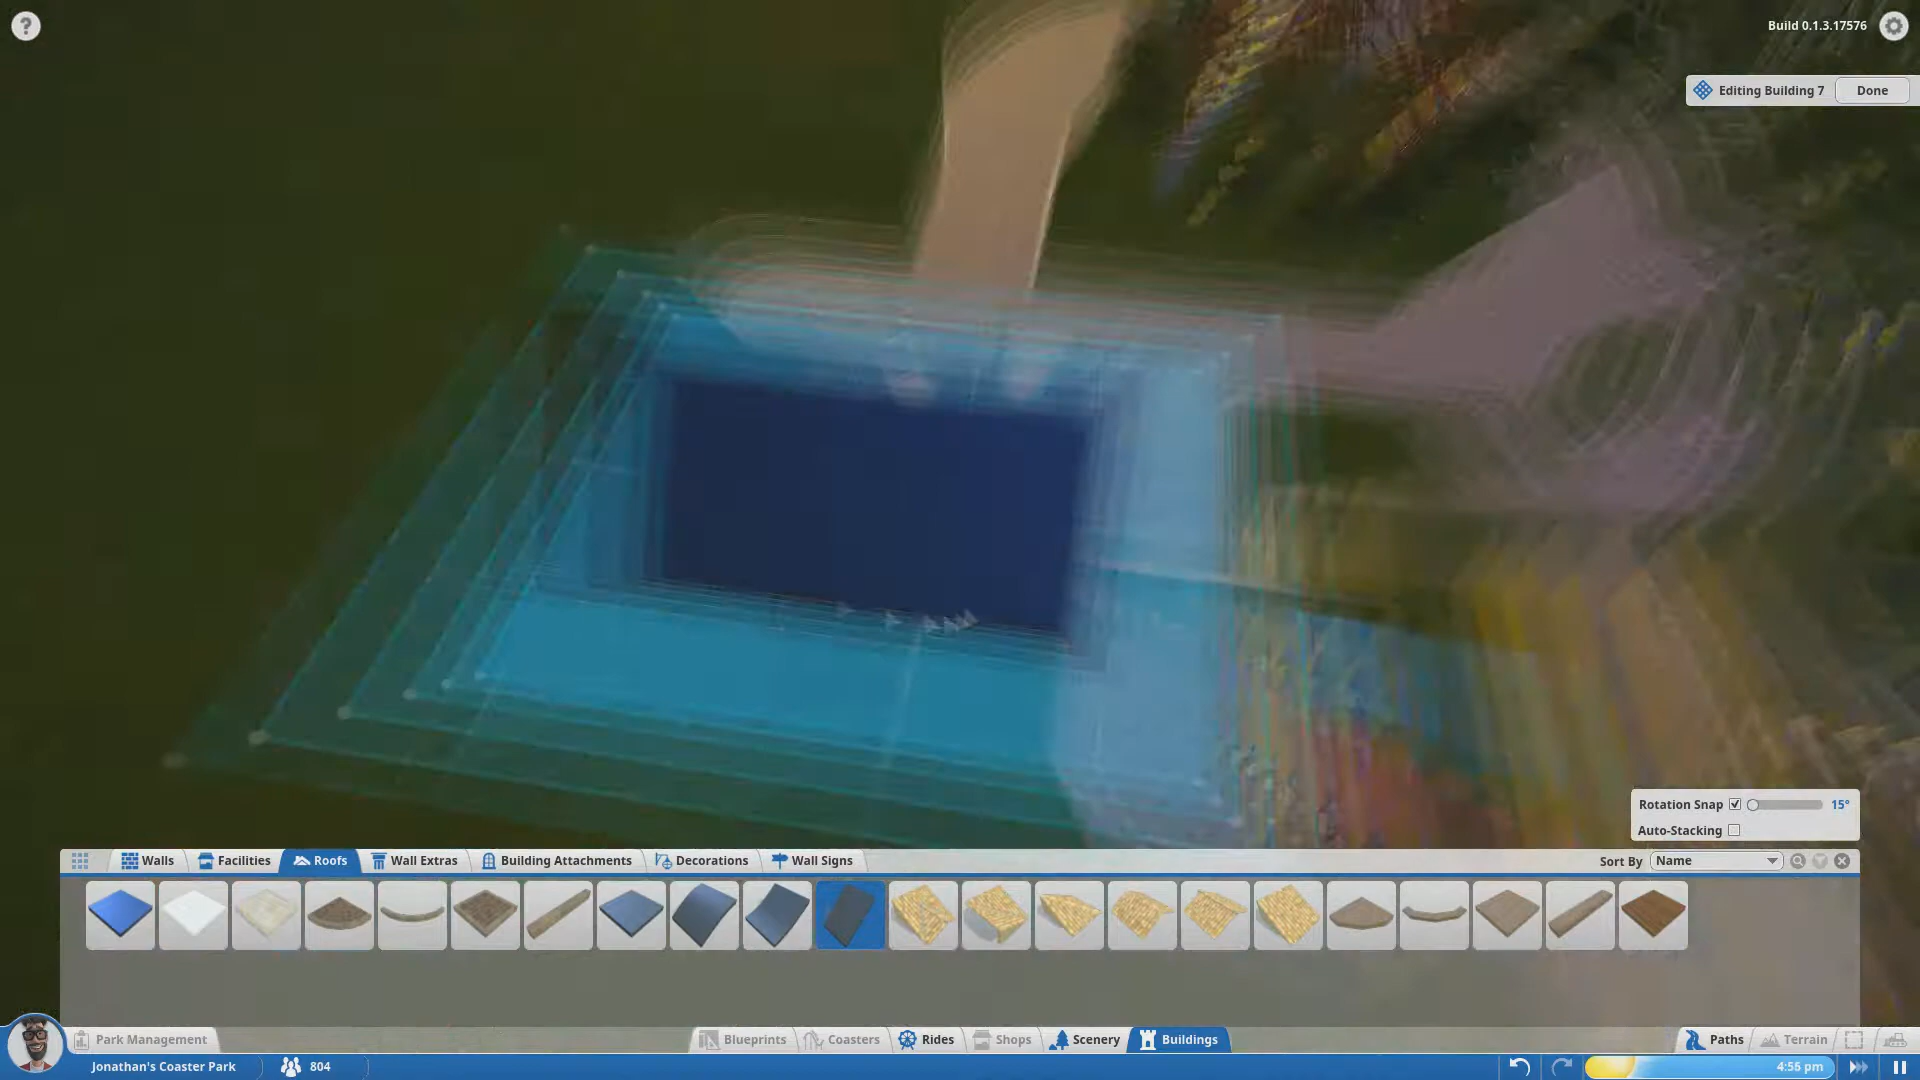 ?
Build 0.1.3.17576
Editing Building 7 Done
Rotation Snap 15°
Auto-Stacking
Walls Facilities Roofs Wall Extras Building Attachments Decorations Wall Signs Sort By Name
Park Management Blueprints Coasters Rides Shops Scenery Buildings Paths Terrain
Jonathan's Coaster Park 804 4:56 pm